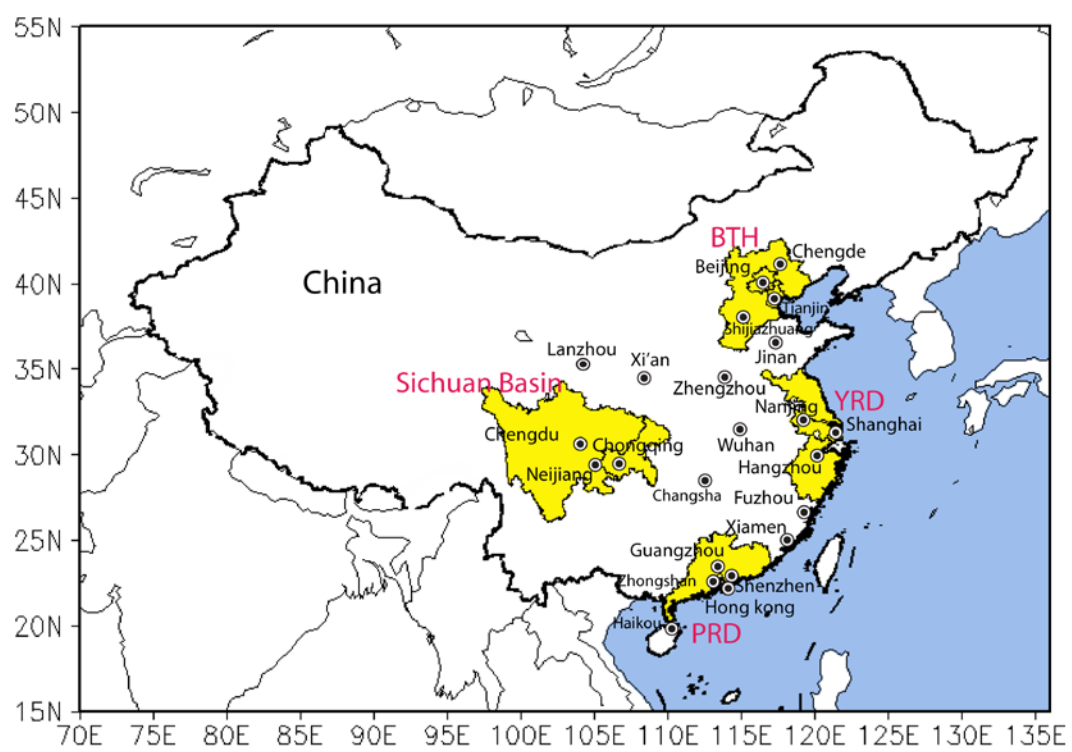 55N
50N
45N
40N
35N
30N
25N
20N
15N
BTH
Chengde
Beijing
China
Tianjin
Shijiazhuang
Jinan
Lanzhou
Xi'an
Sichuan Basin
Zhengzhou
Nanjing
YRD
Shanghai
Chengdu
Chongqing
Wuhan
Neijiang
Hangzhou
Changsha
Fuzhou
Xiamen
Guangzhou
Zhongshan
Shenzhen
Hong kong
Haikou
PRD
70E 75E 80E 85E 90E 95E 100E 105E 110E 115E 120E 125E 130E 135E